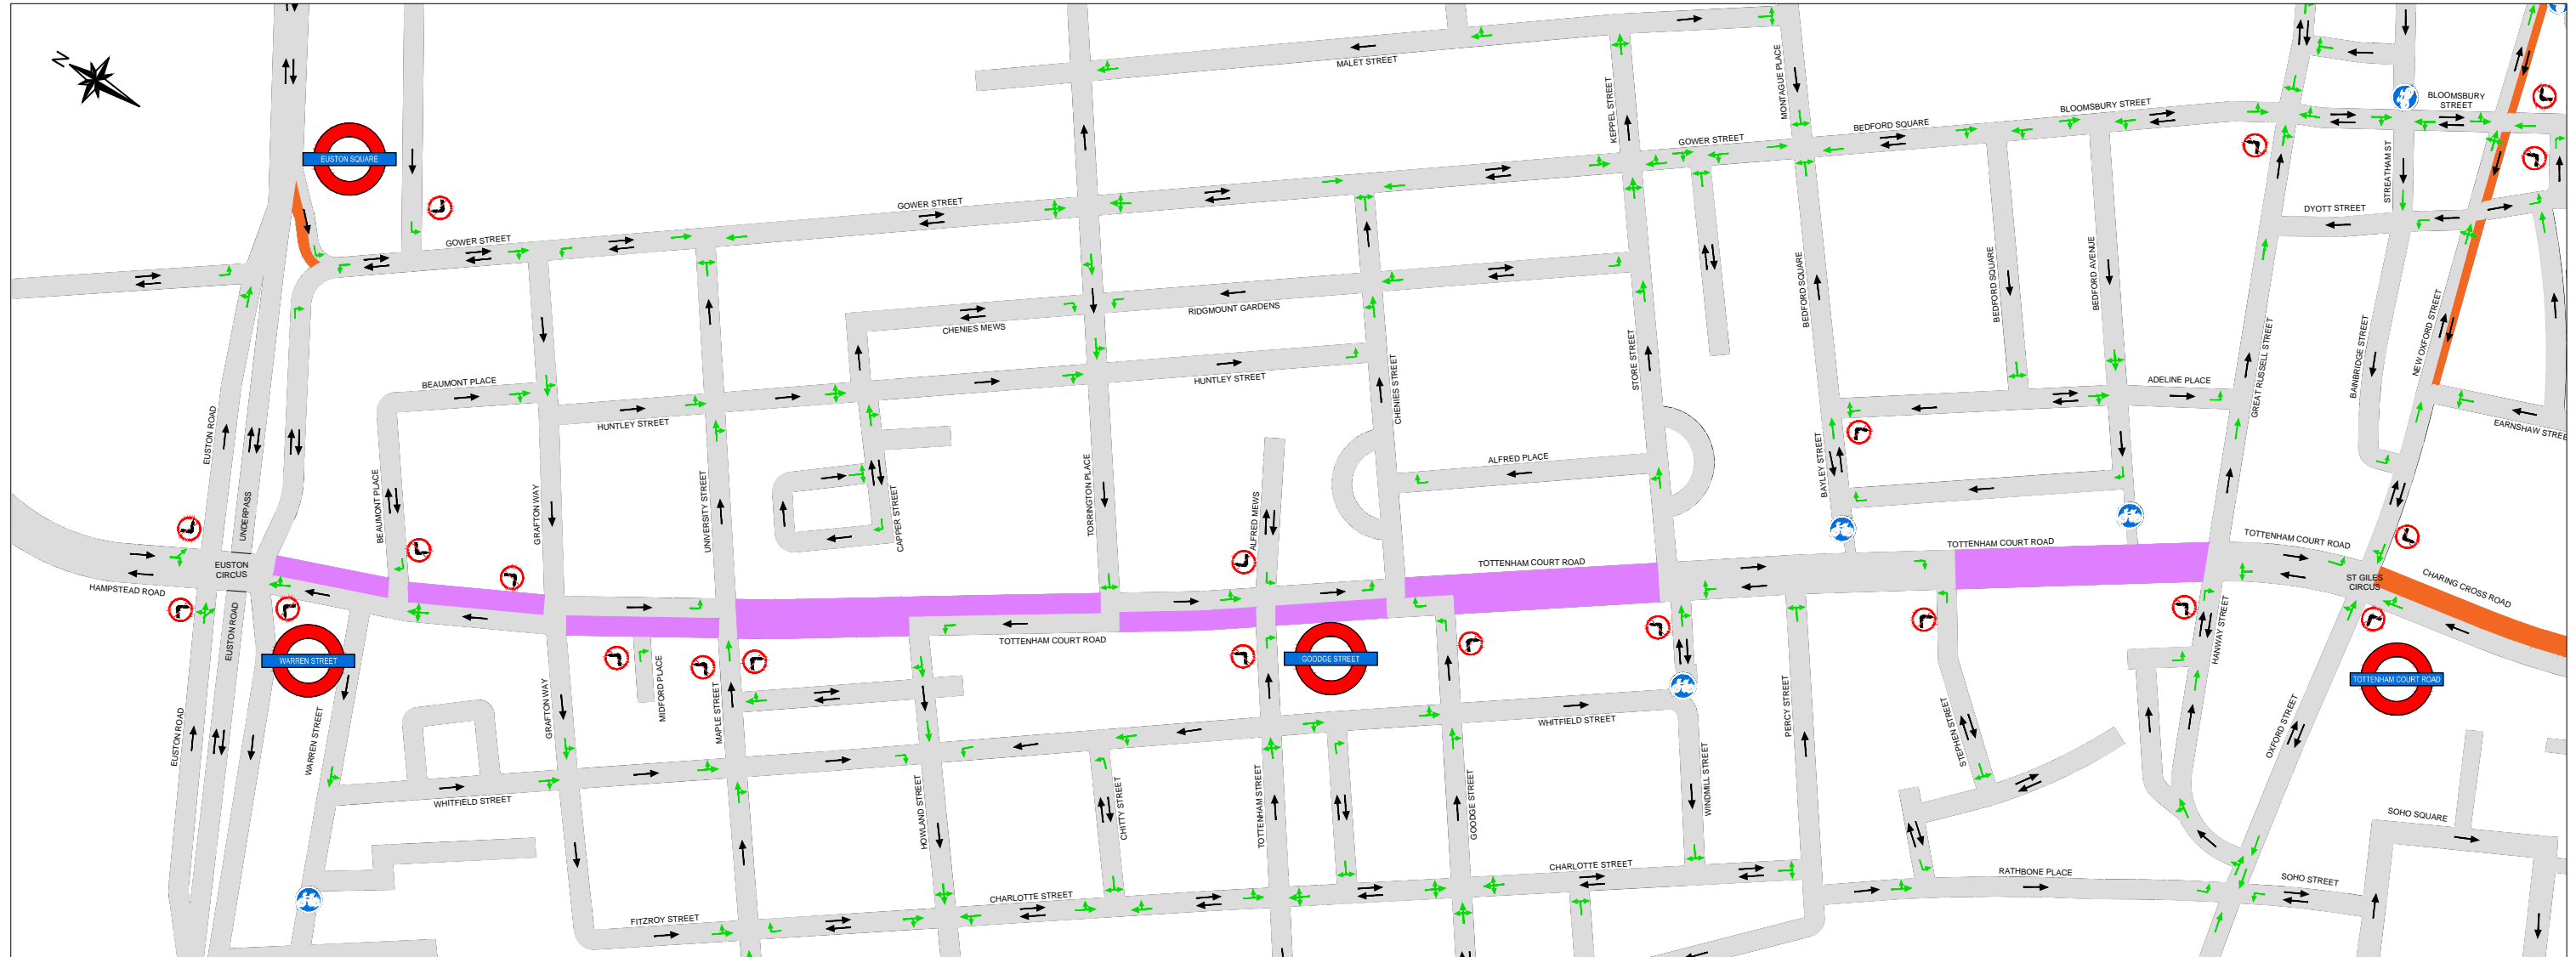 N
MALET STREET
KEPPEL STREET
MONTAGUE PLACE
BLOOMSBURY STREET
BLOOMSBURY
STREET
BEDFORD SQUARE
GOWER STREET
EUSTON SQUARE
STREATHAM ST
DYOTT STREET
GOWER STREET
GOWER STREET
BEDFORD SQUARE
BEDFORD SQUARE
BEDFORD AVENUE
CHENIES MEWS
RIDGMOUNT GARDENS
STORE STREET
GREAT RUSSELL STREET
BAINBRIDGE STREET
NEW OXFORD STREET
BEAUMONT PLACE
HUNTLEY STREET
HUNTLEY STREET
CHENIES STREET
ADELINE PLACE
EARNSHAW STREE
EUSTON ROAD
UNDERPASS
BEAUMONT PLACE
GRAFTON WAY
UNIVERSITY STREET
CAPPER STREET
TORRINGTON PLACE
ALFRED MEWS
ALFRED PLACE
BAYLEY STREET
EUSTON
CIRCUS
HAMPSTEAD ROAD
TOTTENHAM COURT ROAD
TOTTENHAM COURT ROAD
TOTTENHAM COURT ROAD
ST GILES
CIRCUS
CHARING CROSS ROAD
EUSTON ROAD
WARREN STREET
TOTTENHAM COURT ROAD
GOODGE STREET
HANWAY STREET
TOTTENHAM COURT ROAD
EUSTON ROAD
WARREN STREET
GRAFTON WAY
MIDFORD PLACE
MAPLE STREET
WHITFIELD STREET
PERCY STREET
STEPHEN STREET
OXFORD STREET
WHITFIELD STREET
HOWLAND STREET
CHITTY STREET
TOTTENHAM STREET
GOODGE STREET
WINDMILL STREET
SOHO SQUARE
CHARLOTTE STREET
CHARLOTTE STREET
RATHBONE PLACE
SOHO STREET
FITZROY STREET